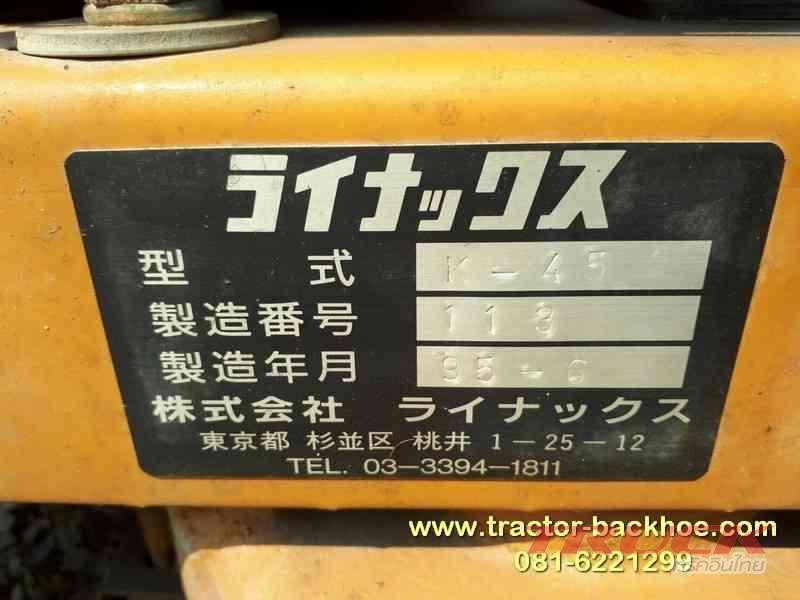 ライナックス
型 式 K-45
製造番号 118
製造年月 95-6
株式会社 ライナックス
東京都 杉並区 桃井 1-25-12
TEL. 03-3394-1811
www.tractor-backhoe.com
081-6221299